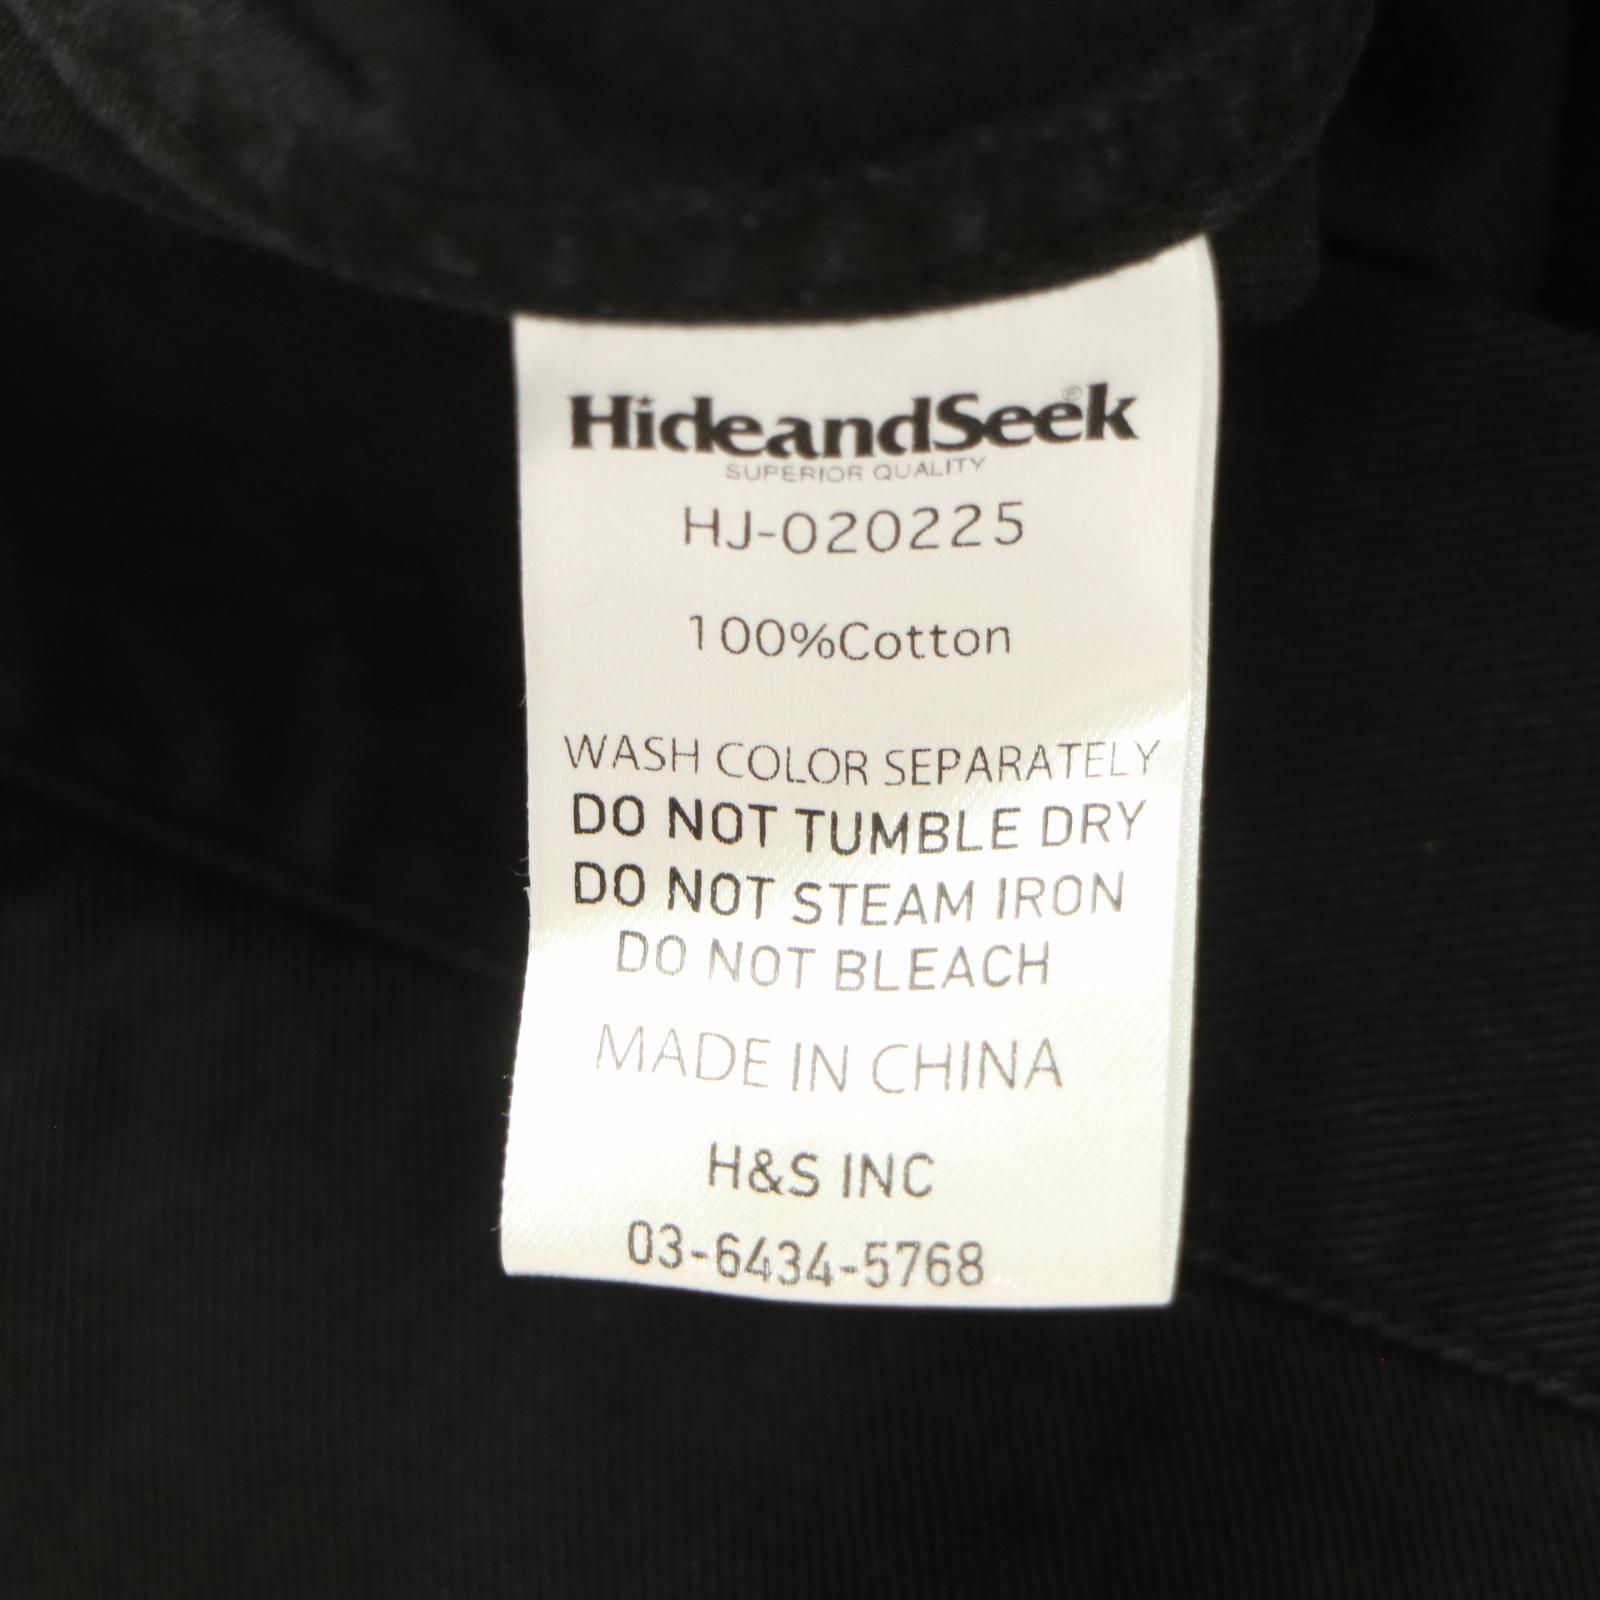 HideandSeek®
SUPERIOR QUALITY
HJ-020225
100%Cotton
WASH COLOR SEPARATELY
DO NOT TUMBLE DRY
DO NOT STEAM IRON
DO NOT BLEACH
MADE IN CHINA
H&S INC
03-6434-5768